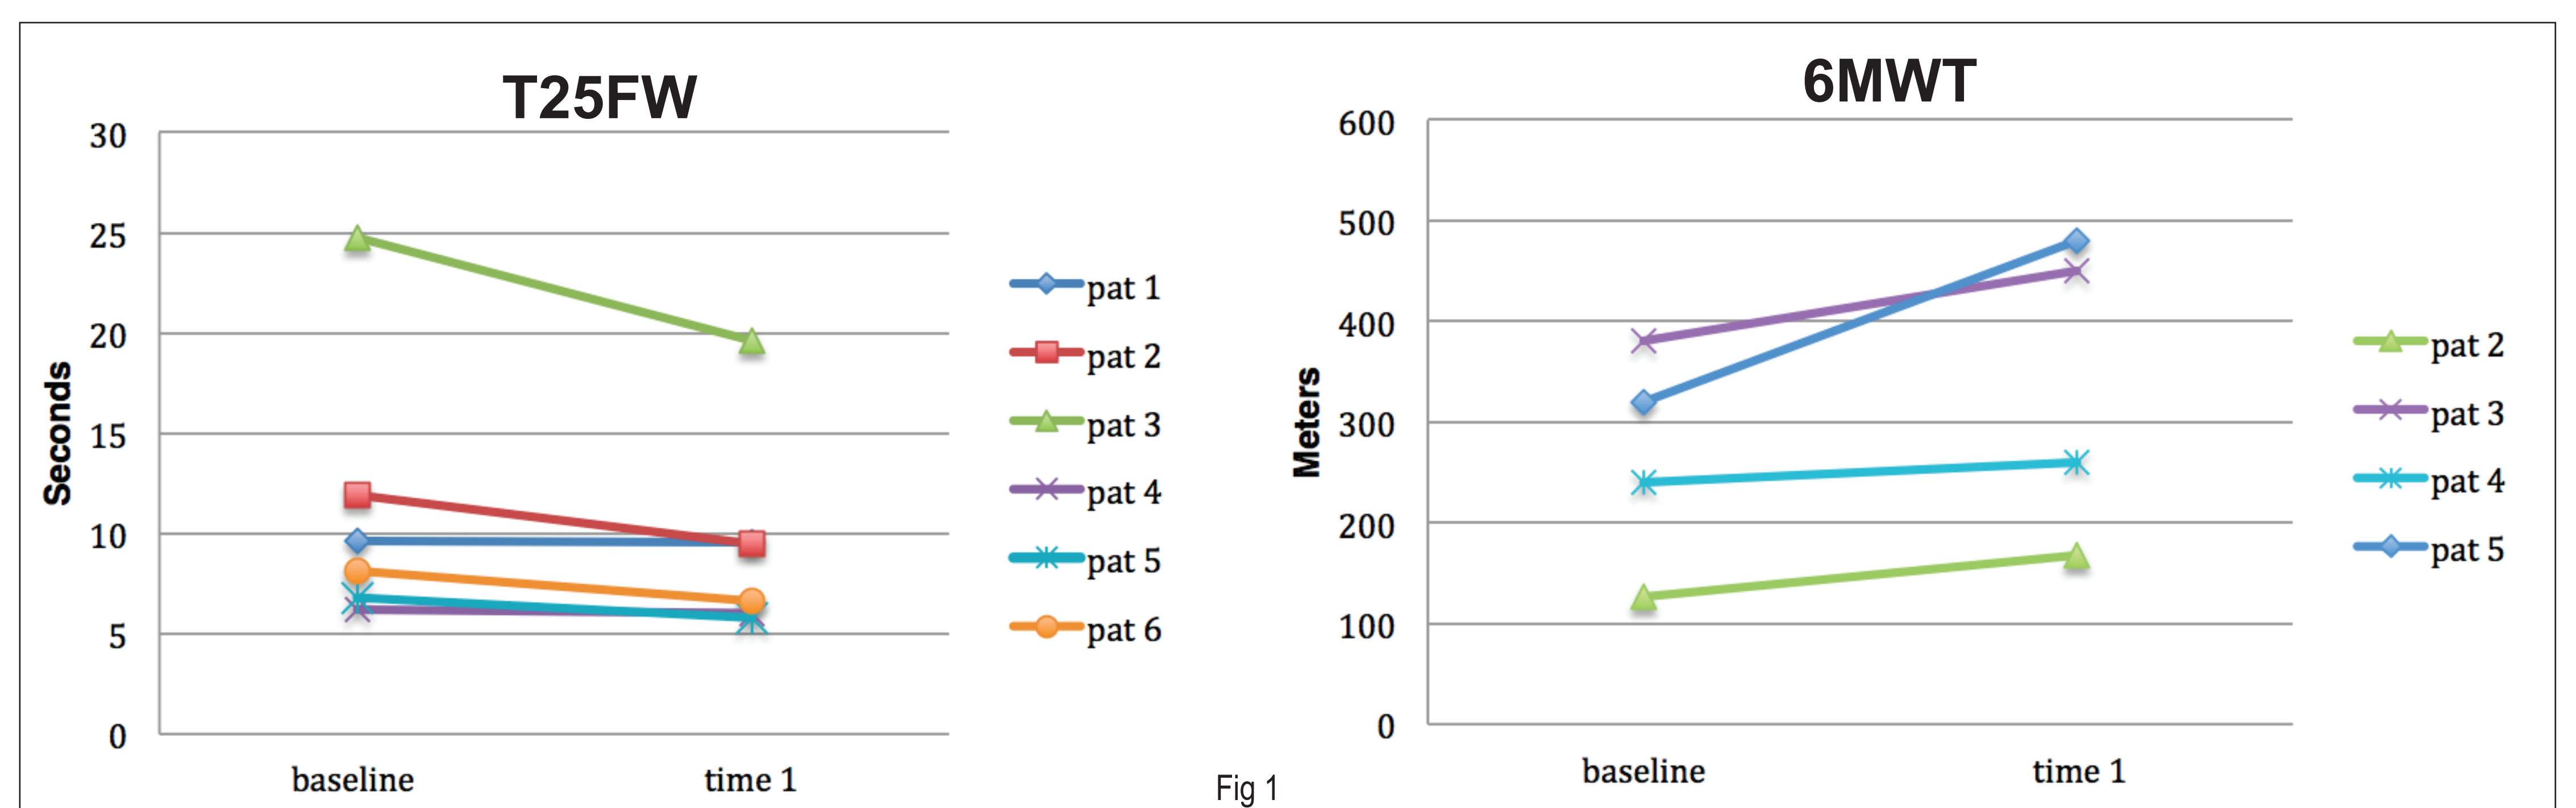 T25FW
30
25
20
15
10
5
0
Seconds
baseline time 1
pat 1
pat 2
pat 3
pat 4
pat 5
pat 6
6MWT
600
500
400
300
200
100
0
Meters
baseline time 1
pat 2
pat 3
pat 4
pat 5
Fig 1